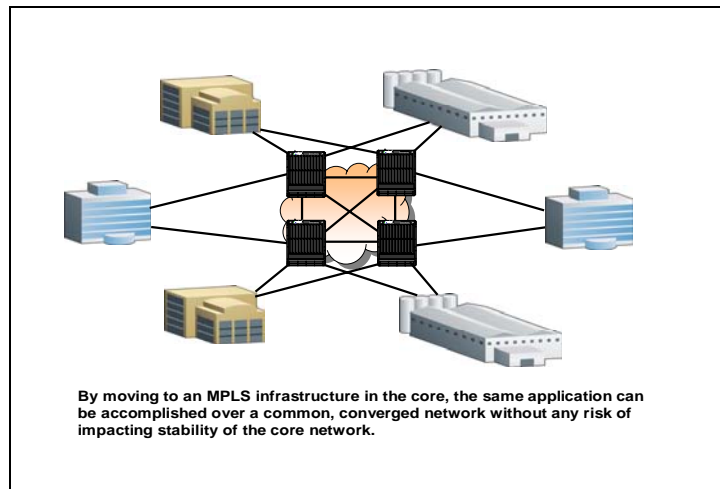 By moving to an MPLS infrastructure in the core, the same application can
be accomplished over a common, converged network without any risk of
impacting stability of the core network.